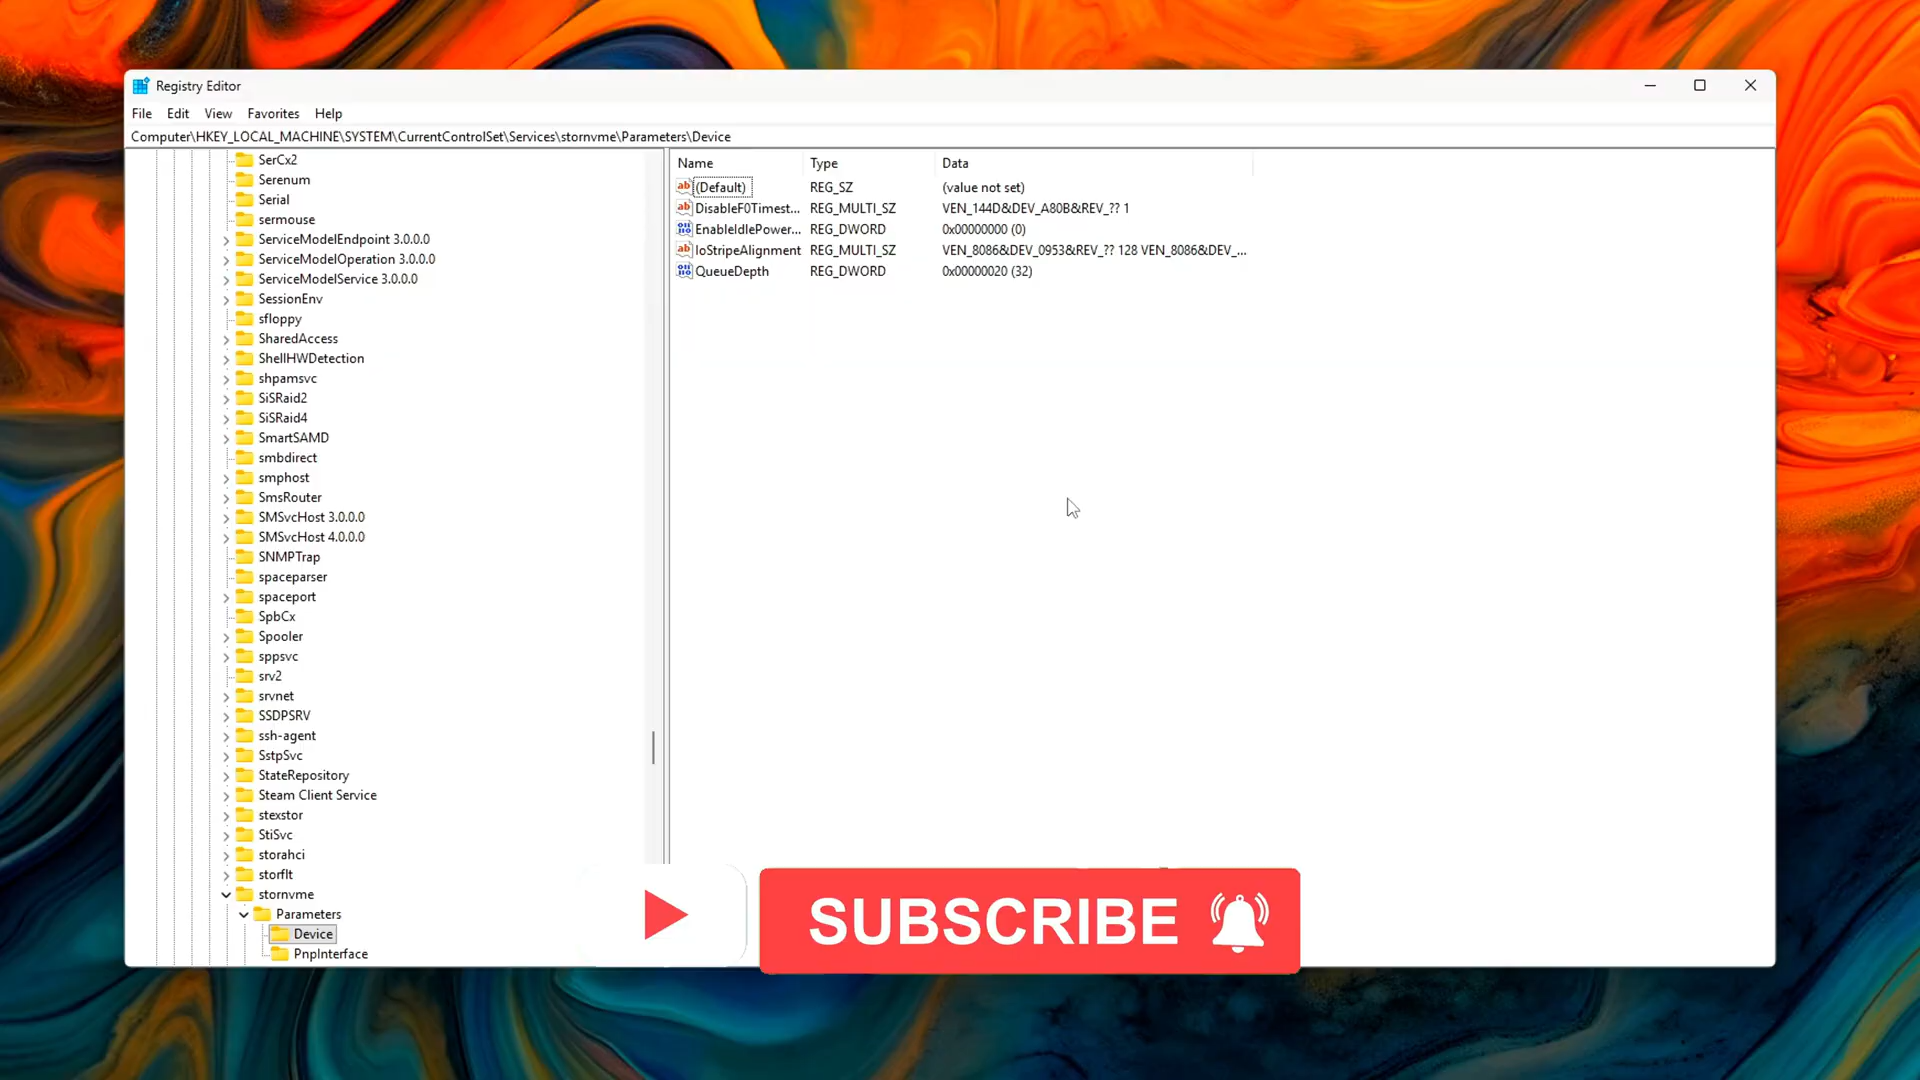 Registry Editor
File Edit View Favorites Help
Computer\HKEY_LOCAL_MACHINE\SYSTEM\CurrentControlSet\Services\stornvme\Parameters\Device
SerCx2
Serenum
Serial
sermouse
ServiceModelEndpoint 3.0.0.0
ServiceModelOperation 3.0.0.0
ServiceModelService 3.0.0.0
SessionEnv
sfloppy
SharedAccess
ShellHWDetection
shpamsvc
SiSRaid2
SiSRaid4
SmartSAMD
smbdirect
smphost
SmsRouter
SMSvcHost 3.0.0.0
SMSvcHost 4.0.0.0
SNMPTrap
spaceparser
spaceport
SpbCx
Spooler
sppsvc
srv2
srvnet
SSDPSRV
ssh-agent
SstpSvc
StateRepository
Steam Client Service
stexstor
StiSvc
storahci
storflt
stornvme
Parameters
Device
PnpInterface
Name Type Data
(Default) REG_SZ (value not set)
DisableF0Timest... REG_MULTI_SZ VEN_144D&DEV_A80B&REV_?? 1
EnableIdlePower... REG_DWORD 0x00000000 (0)
IoStripeAlignment REG_MULTI_SZ VEN_8086&DEV_0953&REV_?? 128 VEN_8086&DEV_...
QueueDepth REG_DWORD 0x00000020 (32)
SUBSCRIBE